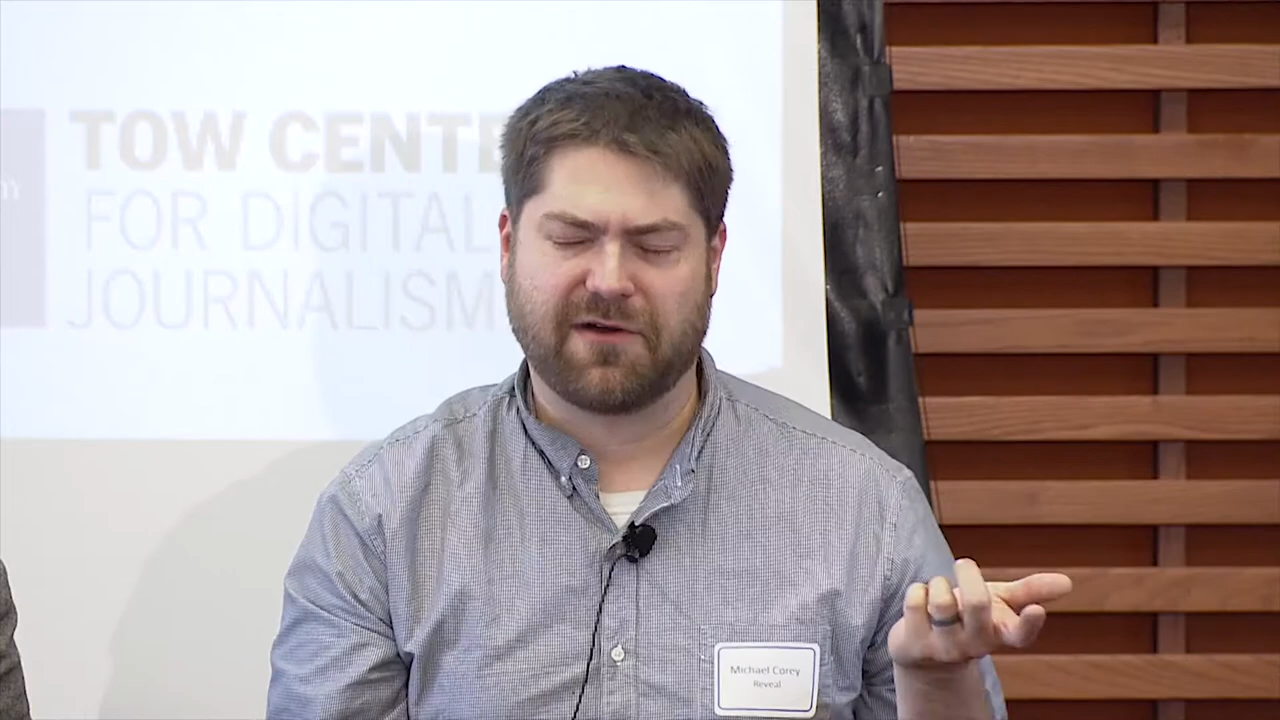 TOW CENTE
FOR DIGITAL
JOURNALISM
Michael Corey
Reveal